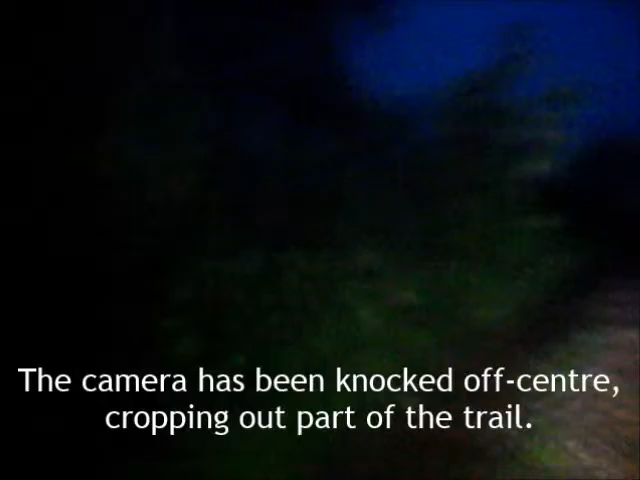 The camera has been knocked off-centre,
cropping out part of the trail.